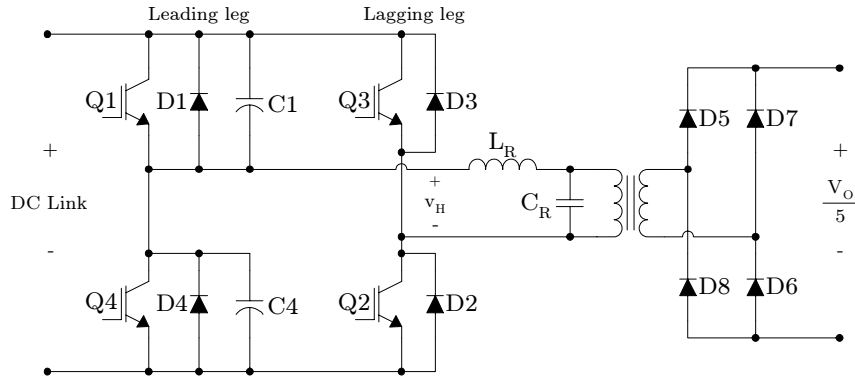 Leading leg
Lagging leg
Q1
D1
C1
Q3
D3
D5
D7
+
DC Link
-
L_R
+
v_H
-
C_R
+
V_O
5
-
Q4
D4
C4
Q2
D2
D8
D6